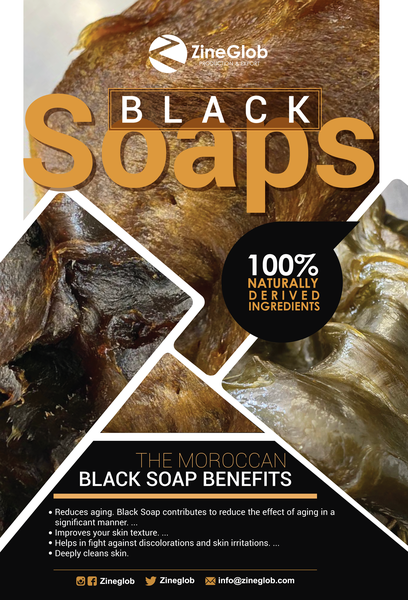 ZineGlob
PRODUCTION & EXPORT
BLACK
Soaps
100%
NATURALLY
DERIVED
INGREDIENTS
THE MOROCCAN
BLACK SOAP BENEFITS
• Reduces aging. Black Soap contributes to reduce the effect of aging in a
significant manner. ...
• Improves your skin texture. ...
• Helps in fight against discolorations and skin irritations. ...
• Deeply cleans skin.
Zineglob Zineglob info@zineglob.com